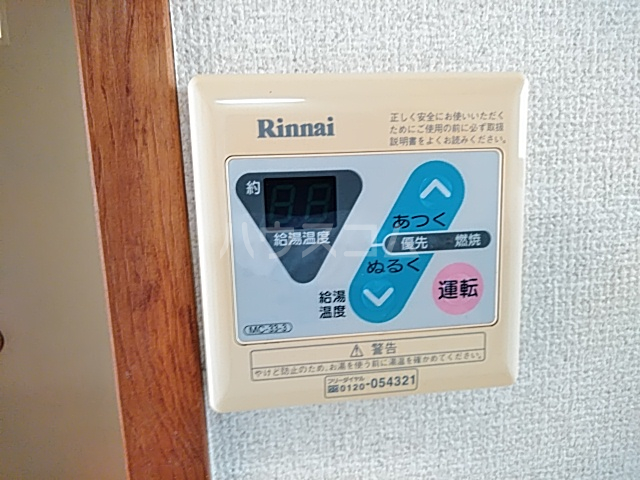 Rinnai
正しく安全にお使いいただく
ためにご使用の前に必ず取扱
説明書をよくお読みください。
約
給湯温度
あつく
優先 燃焼
ぬるく
給湯
温度
運転
MC-33-3
⚠ 警告
やけど防止のため、お湯を使う前に湯温を確かめてください。
フリーダイヤル
0120-054321